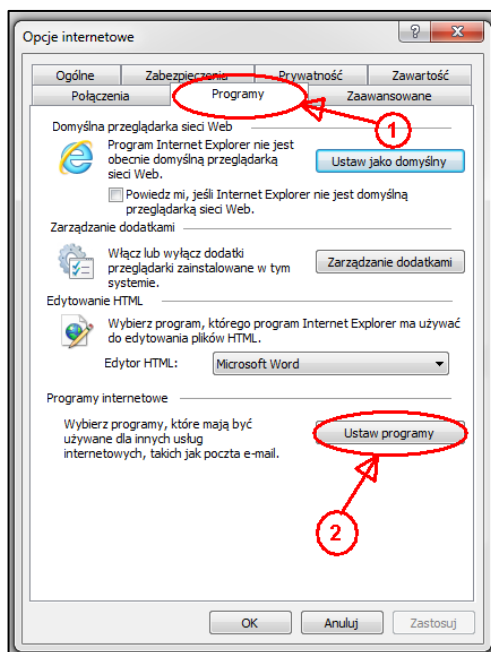 Opcje internetowe
Ogólne Zabezpieczenia Prywatność Zawartość
Połączenia Programy Zaawansowane
1
Domyślna przeglądarka sieci Web
Program Internet Explorer nie jest
obecnie domyślną przeglądarką
sieci Web.
Ustaw jako domyślny
Powiedz mi, jeśli Internet Explorer nie jest domyślną
przeglądarką sieci Web.
Zarządzanie dodatkami
Włącz lub wyłącz dodatki
przeglądarki zainstalowane w tym
systemie.
Zarządzanie dodatkami
Edytowanie HTML
Wybierz program, którego program Internet Explorer ma używać
do edytowania plików HTML.
Edytor HTML: Microsoft Word
Programy internetowe
Wybierz programy, które mają być
używane dla innych usług
internetowych, takich jak poczta e-mail.
Ustaw programy
2
OK Anuluj Zastosuj